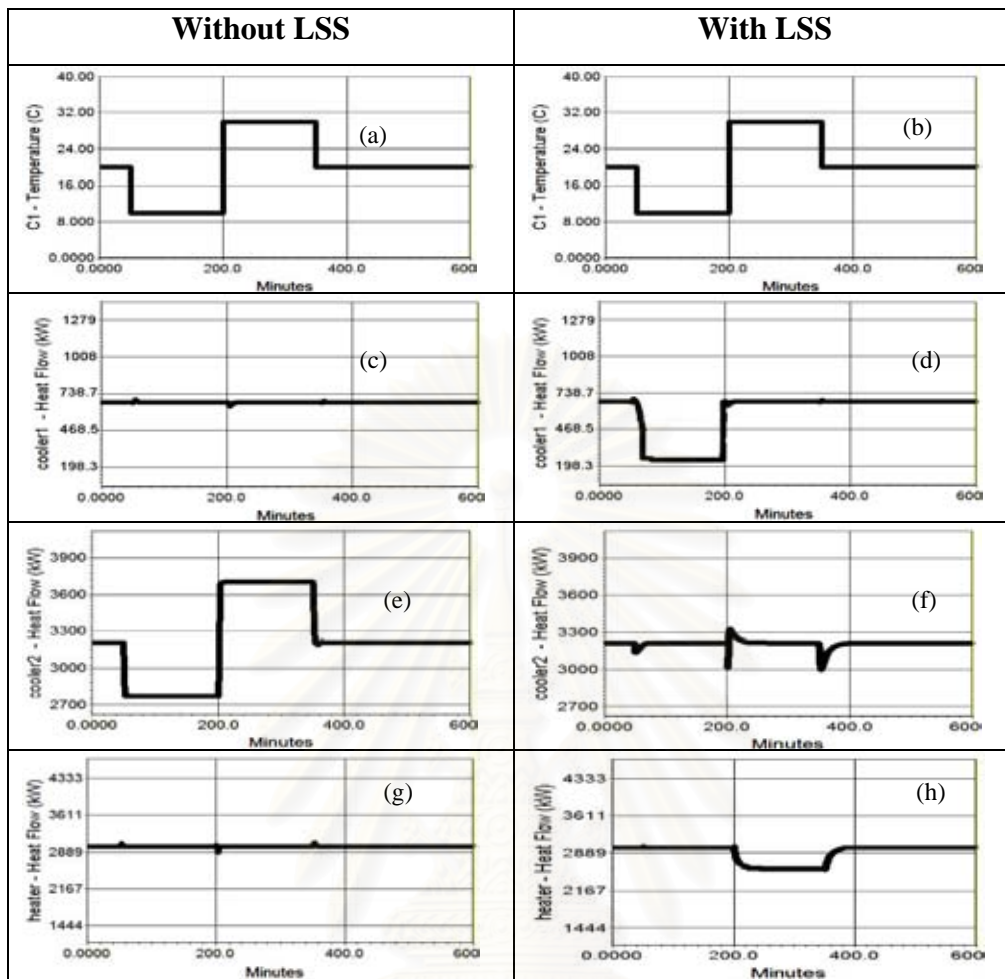 Without LSS
With LSS
C1 - Temperature (C)
40.00
32.00
24.00
16.00
8.000
0.0000
(a)
0.0000 200.0 400.0 600
Minutes
C1 - Temperature (C)
40.00
32.00
24.00
16.00
8.000
0.0000
(b)
0.0000 200.0 400.0 600
Minutes
cooler1 - Heat Flow (kW)
1279
1008
738.7
468.5
198.3
(c)
0.0000 200.0 400.0 600
Minutes
cooler1 - Heat Flow (kW)
1279
1008
738.7
468.5
198.3
(d)
0.0000 200.0 400.0 600
Minutes
cooler2 - Heat Flow (kW)
3900
3600
3300
3000
2700
(e)
0.0000 200.0 400.0 600
Minutes
cooler2 - Heat Flow (kW)
3900
3600
3300
3000
2700
(f)
0.0000 200.0 400.0 600
Minutes
heater - Heat Flow (kW)
4333
3611
2889
2167
1444
(g)
0.0000 200.0 400.0 600
Minutes
heater - Heat Flow (kW)
4333
3611
2889
2167
1444
(h)
0.0000 200.0 400.0 600
Minutes